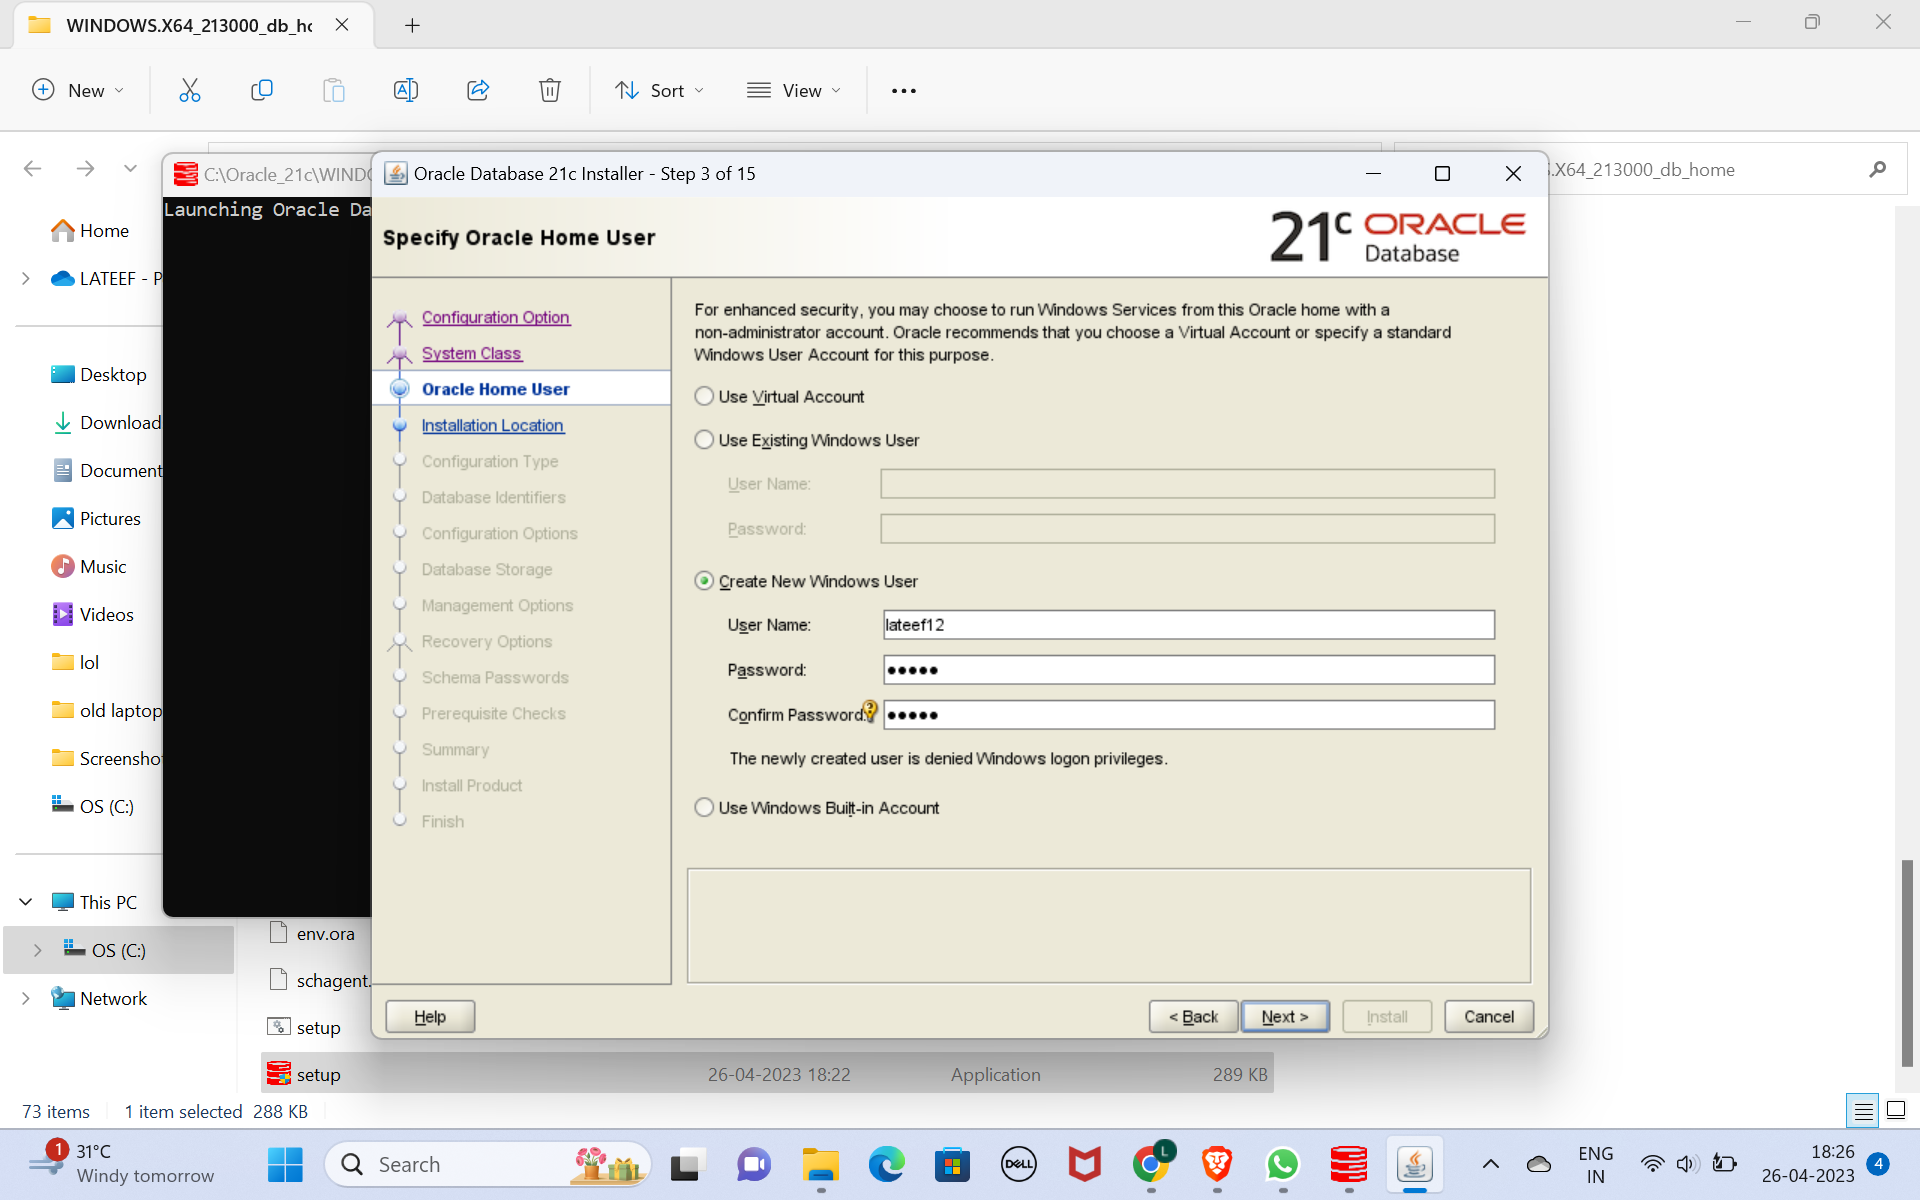 WINDOWS.X64_213000_db_hc
New
Sort
View
C:\Oracle_21c\WIND
Oracle Database 21c Installer - Step 3 of 15
.X64_213000_db_home
Launching Oracle Da
Specify Oracle Home User
21c ORACLE
Database
Home
LATEEF - P
Desktop
Download
Document
Pictures
Music
Videos
lol
old laptop
Screensho
OS (C:)
This PC
OS (C:)
Network
Configuration Option
System Class
Oracle Home User
Installation Location
Configuration Type
Database Identifiers
Configuration Options
Database Storage
Management Options
Recovery Options
Schema Passwords
Prerequisite Checks
Summary
Install Product
Finish
For enhanced security, you may choose to run Windows Services from this Oracle home with a
non-administrator account. Oracle recommends that you choose a Virtual Account or specify a standard
Windows User Account for this purpose.
Use Virtual Account
Use Existing Windows User
User Name:
Password:
Create New Windows User
User Name: lateef12
Password: •••••
Confirm Password: •••••
The newly created user is denied Windows logon privileges.
Use Windows Built-in Account
Help
< Back
Next >
Install
Cancel
env.ora
schagent.
setup
setup 26-04-2023 18:22 Application 289 KB
73 items 1 item selected 288 KB
1
31°C
Windy tomorrow
Search
DELL
L
ENG
IN
18:26
26-04-2023
4